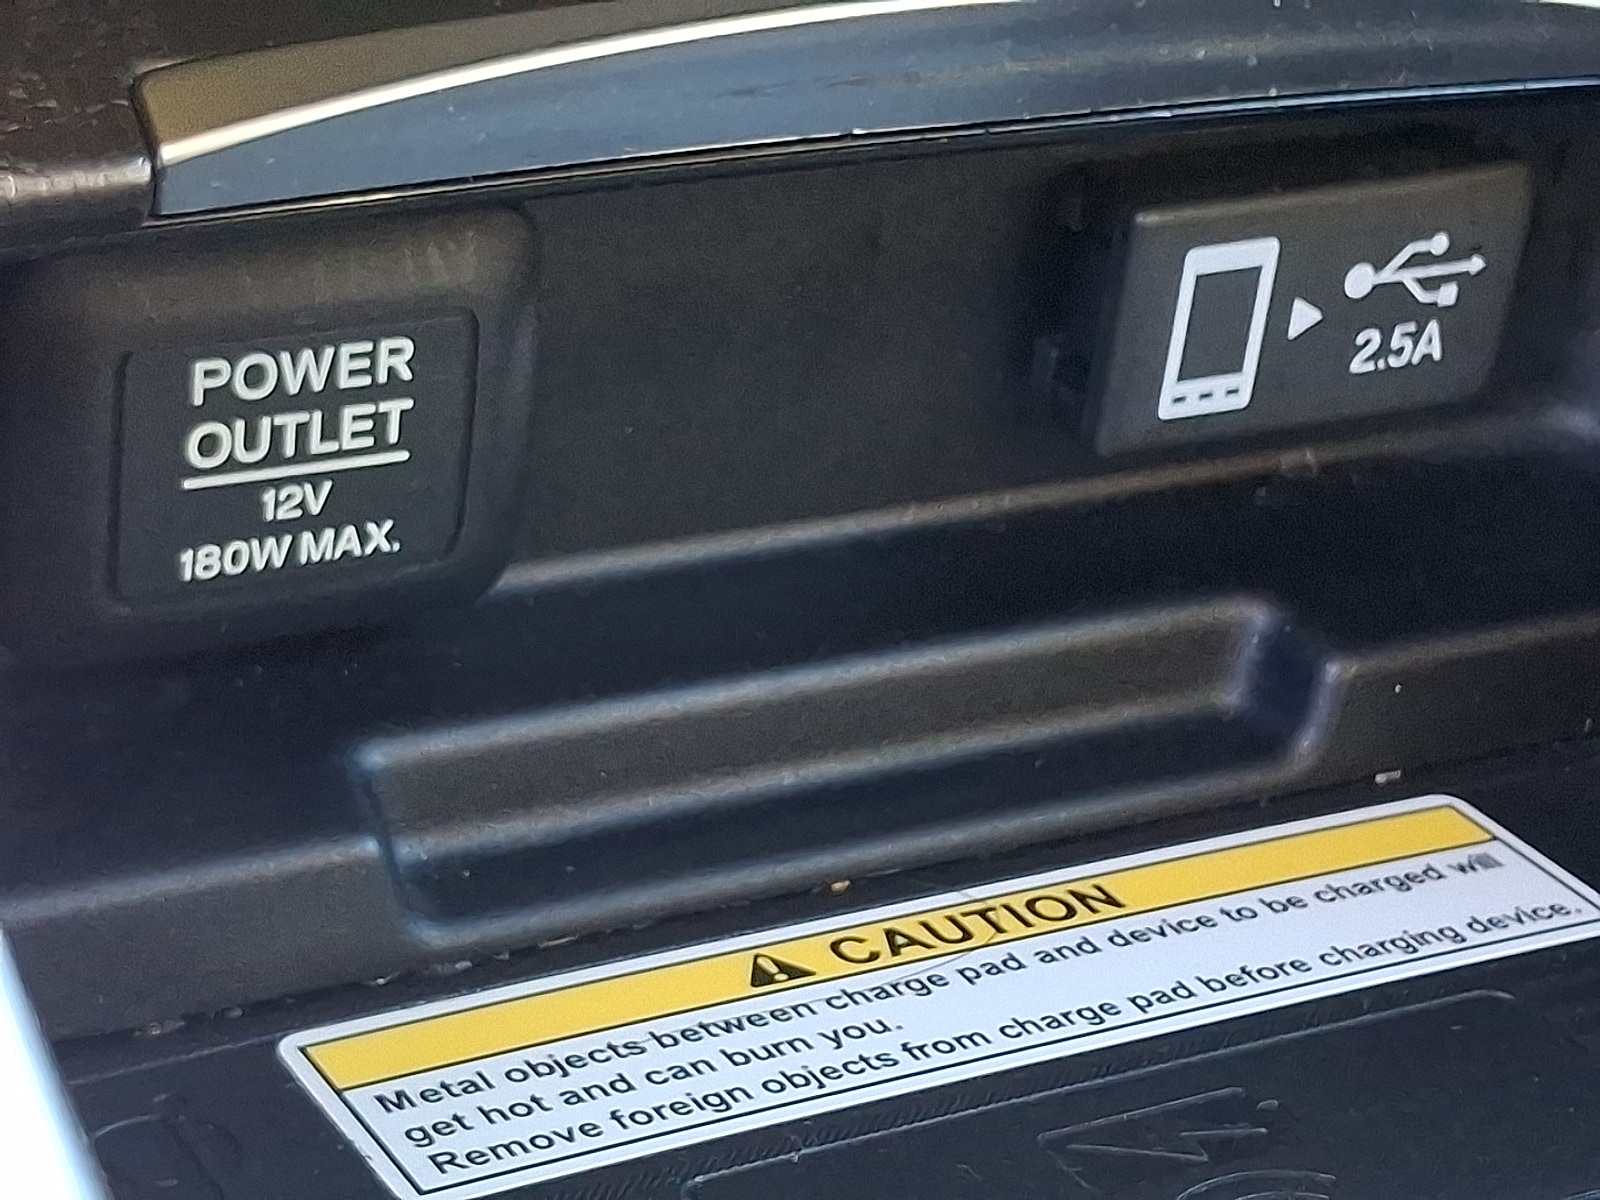 POWER
OUTLET
12V
180W MAX.
2.5A
CAUTION
Metal objects between charge pad and device to be charged will
get hot and can burn you.
Remove foreign objects from charge pad before charging device.